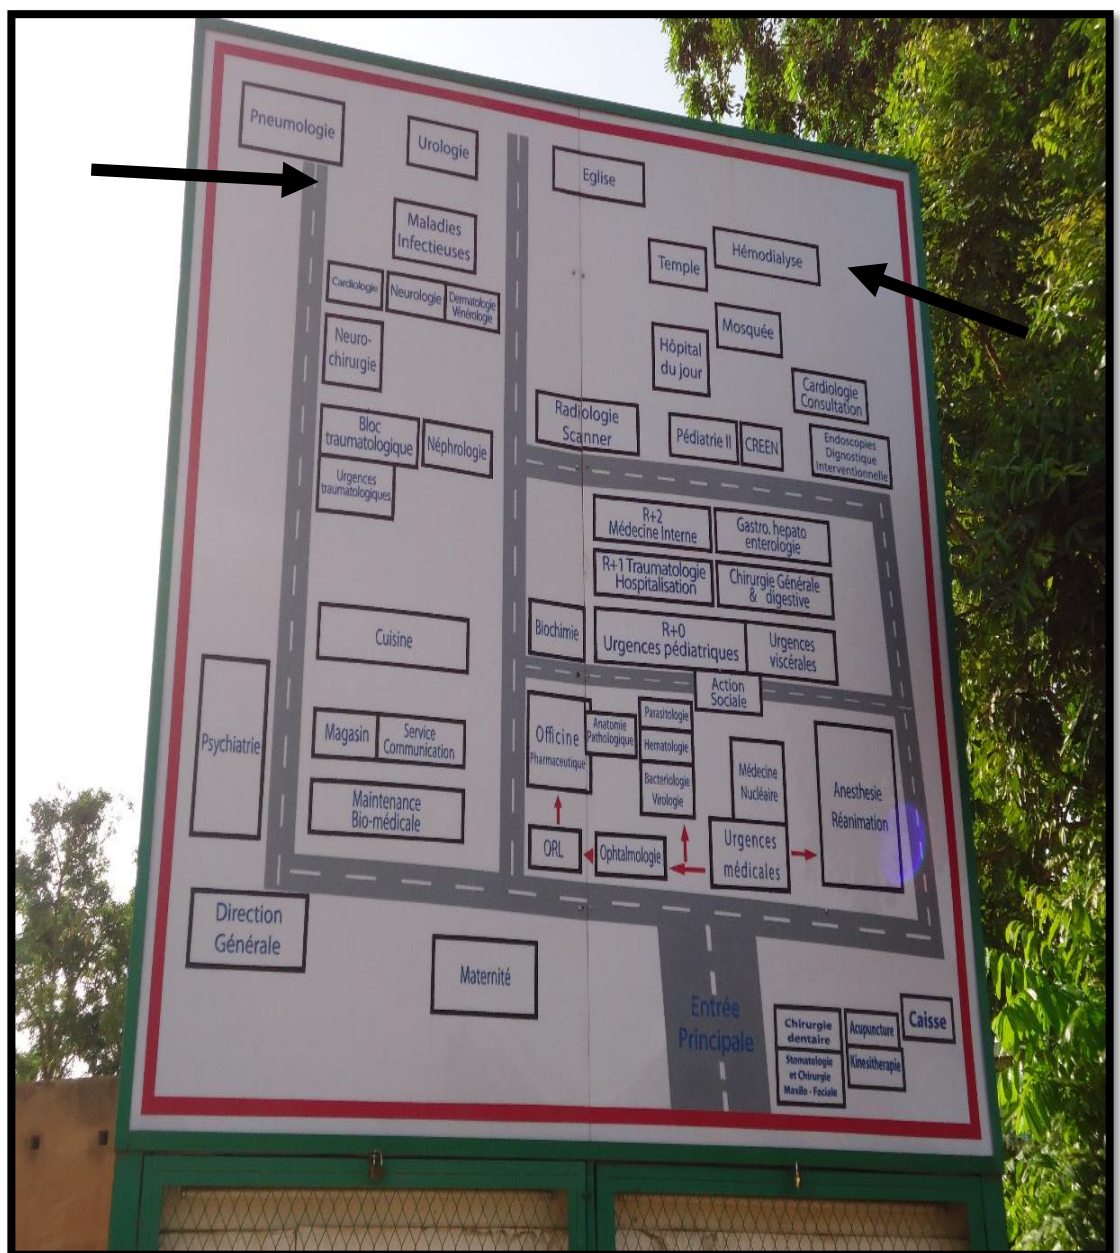 Pneumologie
Urologie
Eglise
Maladies
Infectieuses
Temple
Hémodialyse
Cardiologie
Neurologie
Dermatologie
Vénérologie
Mosquée
Neuro-
chirurgie
Hôpital
du jour
Cardiologie
Consultation
Radiologie
Scanner
Bloc
traumatologique
Néphrologie
Pédiatrie II
CREEN
Endoscopies
Dignostique
Interventionnelle
Urgences
traumatologiques
R+2
Médecine Interne
Gastro. hepato
enterologie
R+1 Traumatologie
Hospitalisation
Chirurgie Générale
& digestive
Cuisine
Biochimie
R+0
Urgences pédiatriques
Urgences
viscérales
Action
Sociale
Psychiatrie
Magasin
Service
Communication
Officine
Pharmaceutique
Anatomie
Pathologique
Parasitologie
Hematologie
Bacteriologie
Virologie
Médecine
Nucléaire
Anesthesie
Réanimation
Maintenance
Bio-médicale
ORL
Ophtalmologie
Urgences
médicales
Direction
Générale
Maternité
Entrée
Principale
Chirurgie
dentaire
Acupuncture
Caisse
Stomatologie
et Chirurgie
Maxilo - Faciale
Kinesitherapie